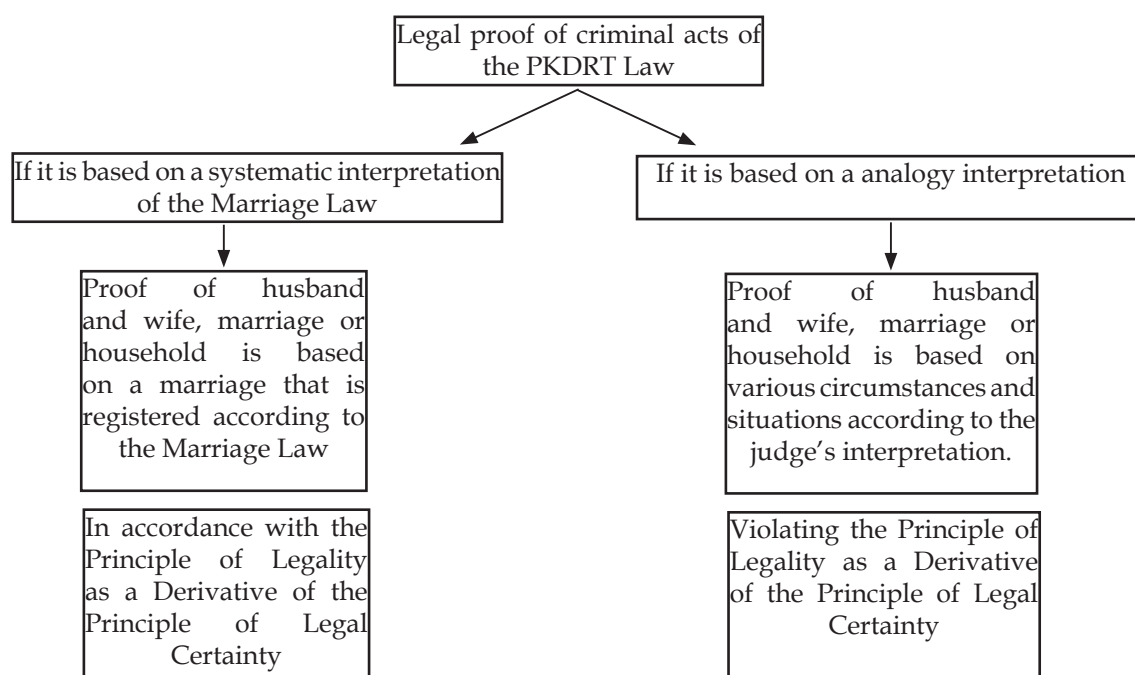 Legal proof of criminal acts of
the PKDRT Law
If it is based on a systematic interpretation
of the Marriage Law
If it is based on a analogy interpretation
Proof of husband
and wife, marriage or
household is based
on a marriage that is
registered according to
the Marriage Law
Proof of husband
and wife, marriage or
household is based on
various circumstances and
situations according to the
judge’s interpretation.
In accordance with the
Principle of Legality
as a Derivative of the
Principle of Legal
Certainty
Violating the Principle of
Legality as a Derivative
of the Principle of Legal
Certainty